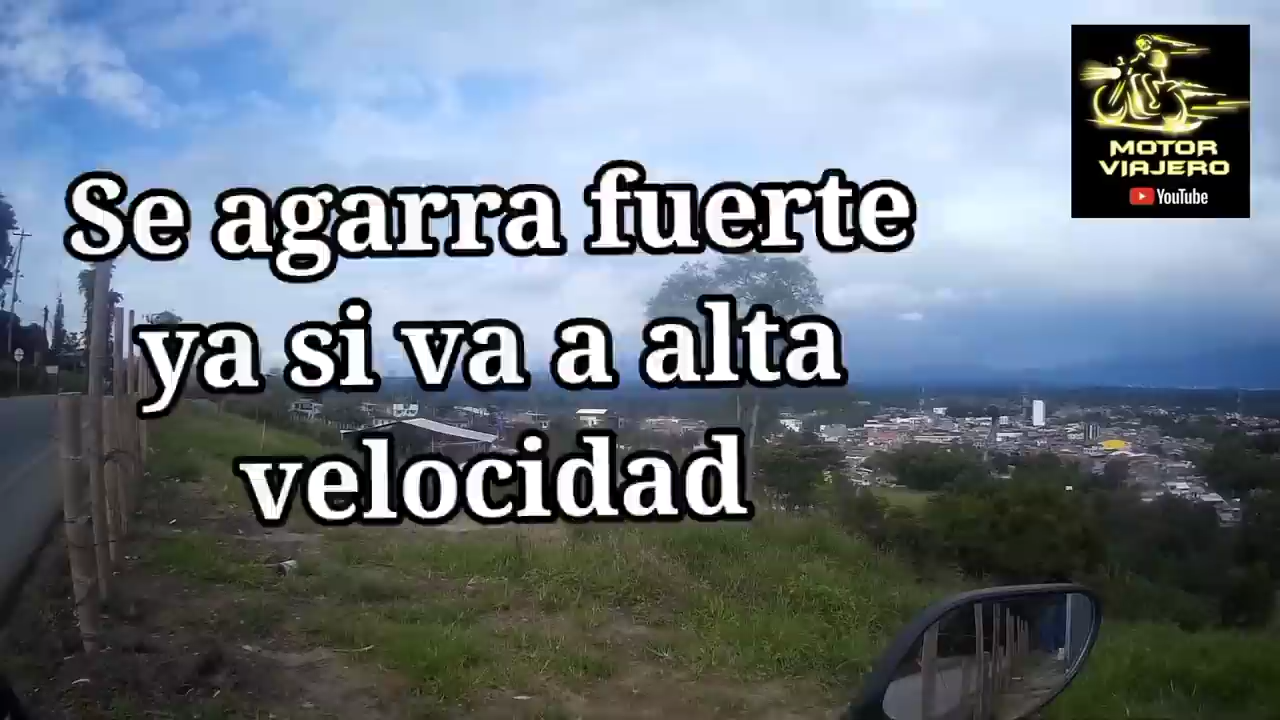 Se agarra fuerte
ya si va a alta
velocidad
MOTOR
VIAJERO
YouTube